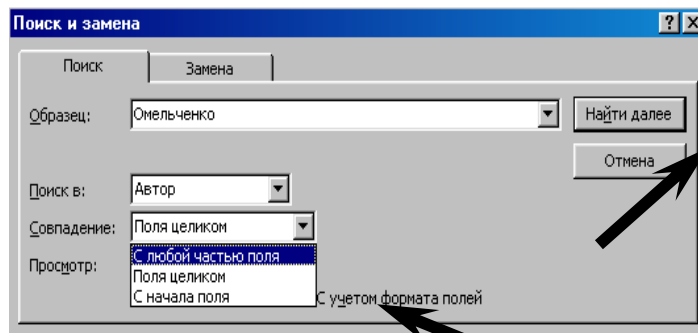 Поиск и замена
Поиск
Замена
Образец:
Омельченко
Найти далее
Отмена
Поиск в:
Автор
Совпадение:
Поля целиком
С любой частью поля
Просмотр:
Поля целиком
С начала поля
С учетом формата полей